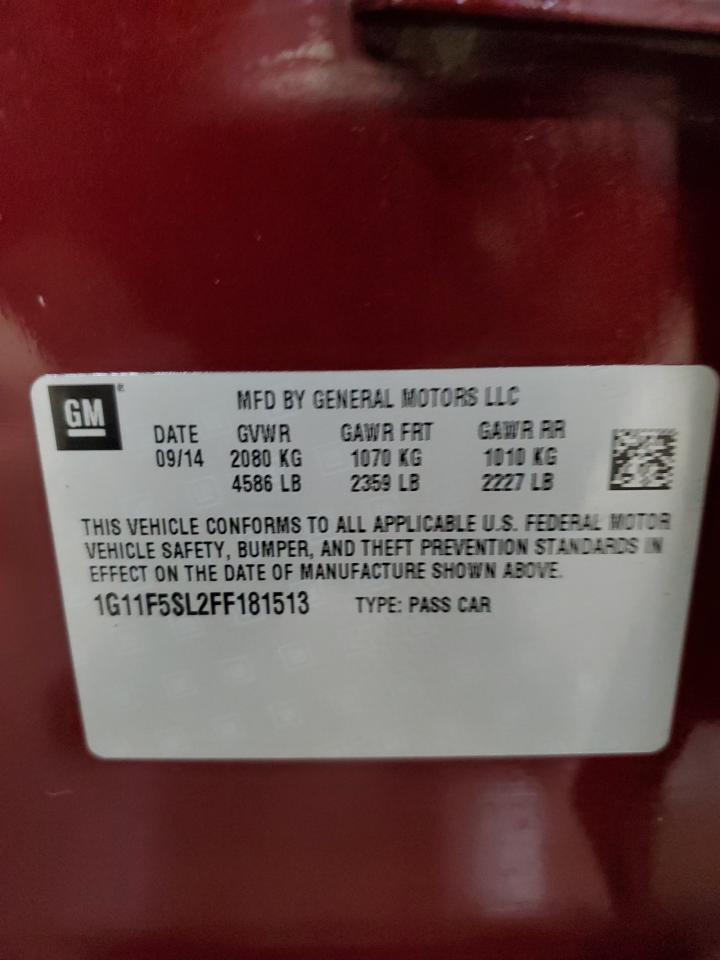 GM®
MFD BY GENERAL MOTORS LLC
DATE GVWR GAWR FRT GAWR RR
09/14 2080 KG 1070 KG 1010 KG
4586 LB 2359 LB 2227 LB
THIS VEHICLE CONFORMS TO ALL APPLICABLE U.S. FEDERAL MOTOR
VEHICLE SAFETY, BUMPER, AND THEFT PREVENTION STANDARDS IN
EFFECT ON THE DATE OF MANUFACTURE SHOWN ABOVE.
1G11F5SL2FF181513 TYPE: PASS CAR